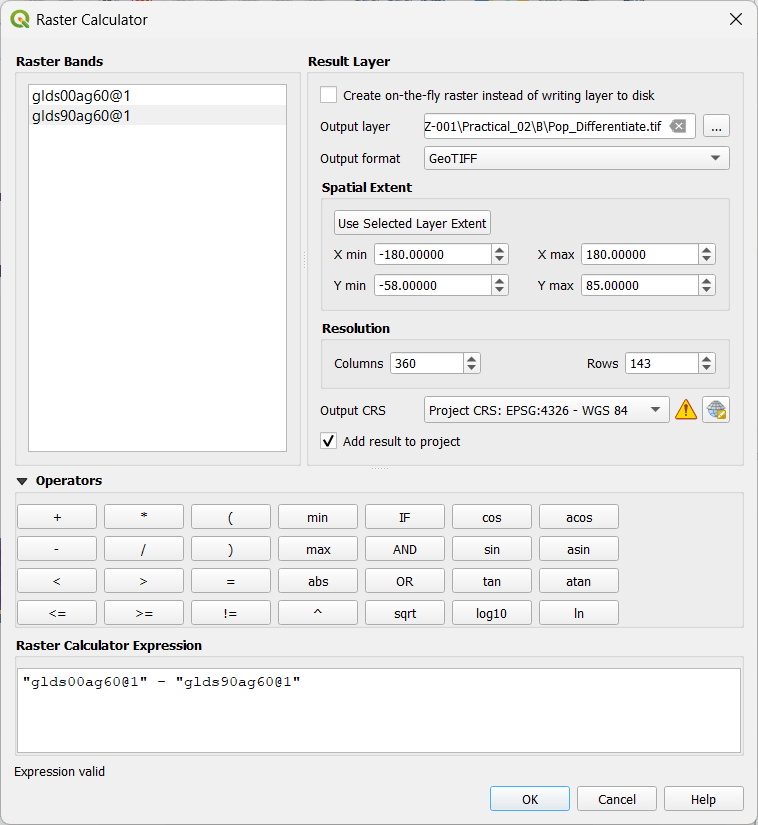 Raster Calculator
Raster Bands
glds00ag60@1
glds90ag60@1
Result Layer
Create on-the-fly raster instead of writing layer to disk
Output layer Z-001\Practical_02\B\Pop_Differentiate.tif ...
Output format GeoTIFF
Spatial Extent
Use Selected Layer Extent
X min -180.00000 X max 180.00000
Y min -58.00000 Y max 85.00000
Resolution
Columns 360 Rows 143
Output CRS Project CRS: EPSG:4326 - WGS 84
Add result to project
Operators
+ * ( min IF cos acos
- / ) max AND sin asin
< > = abs OR tan atan
<= >= != ^ sqrt log10 ln
Raster Calculator Expression
"glds00ag60@1" - "glds90ag60@1"
Expression valid
OK Cancel Help